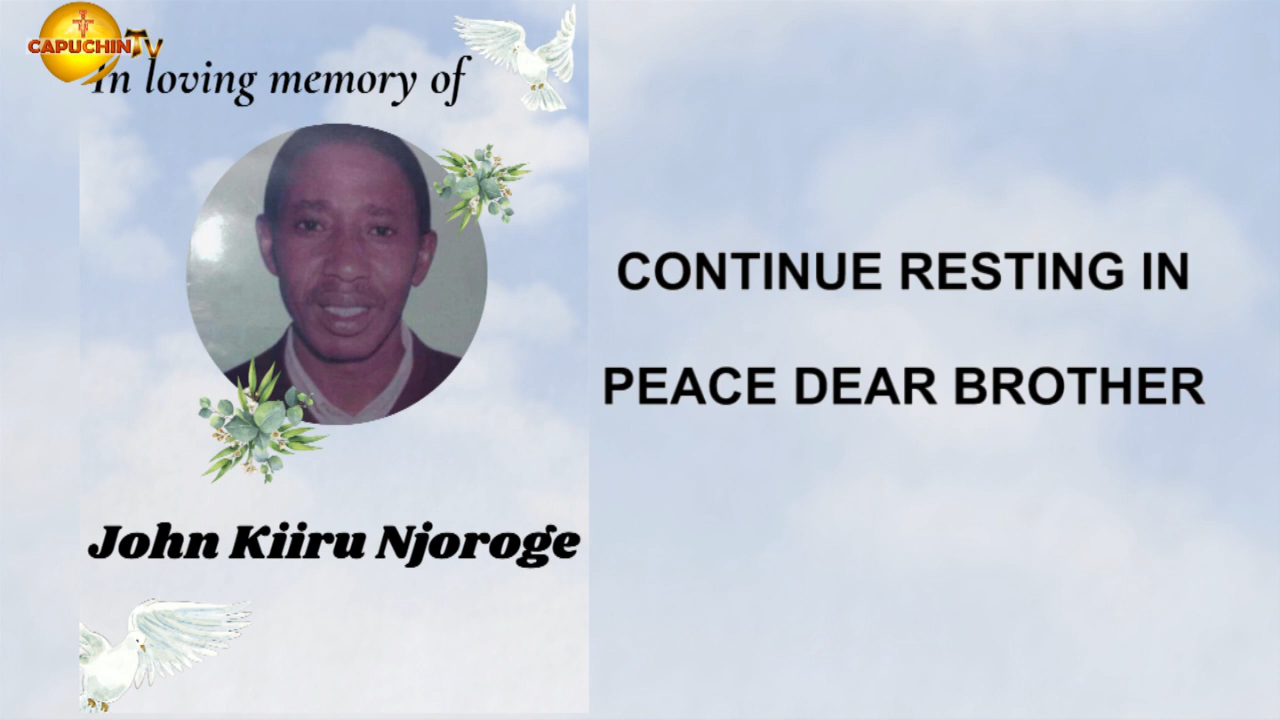 CAPUCHIN TV
In loving memory of
John Kiiru Njoroge
CONTINUE RESTING IN
PEACE DEAR BROTHER